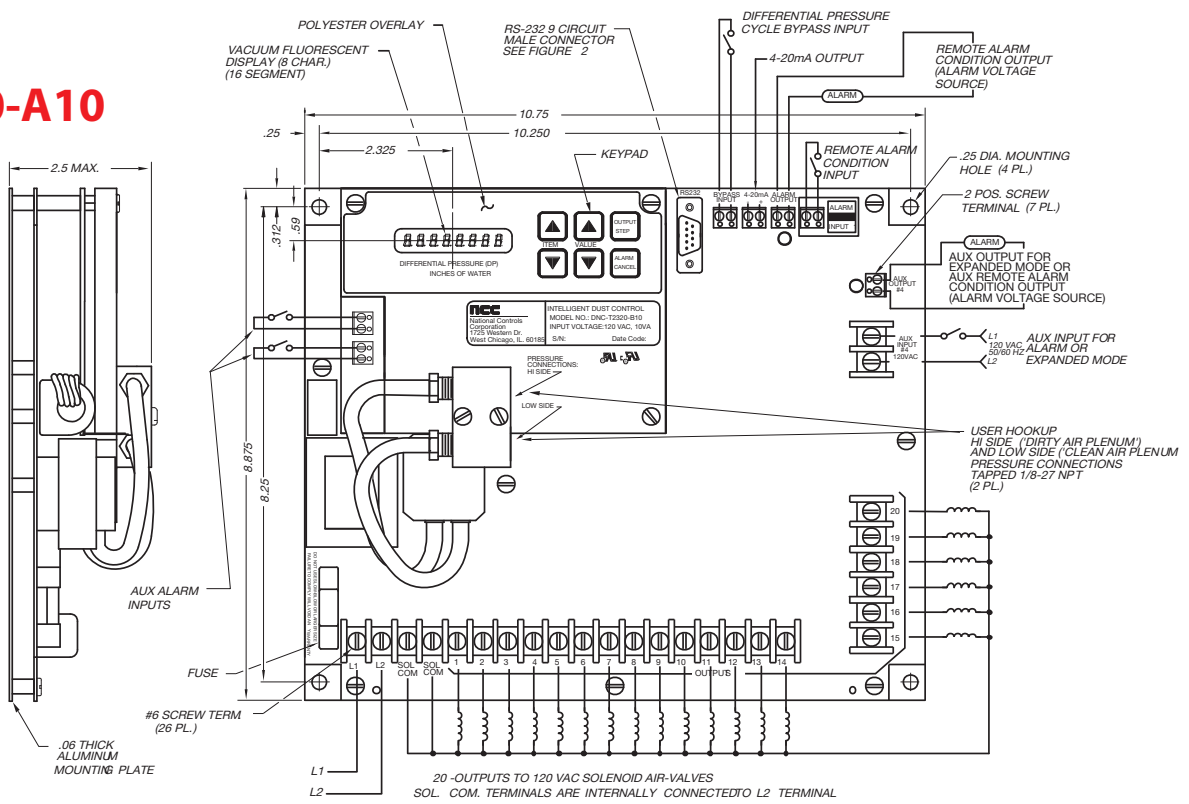 POLYESTER OVERLAY
VACUUM FLUORESCENT
DISPLAY (8 CHAR.)
(16 SEGMENT)
RS-232 9 CIRCUIT
MALE CONNECTOR
SEE FIGURE 2
DIFFERENTIAL PRESSURE
CYCLE BYPASS INPUT
4-20mA OUTPUT
REMOTE ALARM
CONDITION OUTPUT
(ALARM VOLTAGE
SOURCE)
ALARM
0-A10
10.75
10.250
.25
2.325
2.5 MAX.
KEYPAD
REMOTE ALARM
CONDITION
INPUT
.25 DIA. MOUNTING
HOLE (4 PL.)
2 POS. SCREW
TERMINAL (7 PL.)
.312
.59
RS232
BYPASS
INPUT
4-20mA
+
ALARM
OUTPUT
ALARM
INPUT
OUTPUT
STEP
ITEM
VALUE
ALARM
CANCEL
DIFFERENTIAL PRESSURE (DP)
INCHES OF WATER
ALARM
AUX OUTPUT FOR
EXPANDED MODE OR
AUX REMOTE ALARM
CONDITION OUTPUT
(ALARM VOLTAGE SOURCE)
AUX
OUTPUT
#4
ncc
National Controls
Corporation
1725 Western Dr.
West Chicago, IL. 60185
INTELLIGENT DUST CONTROL
MODEL NO.: DNC-T2320-B10
INPUT VOLTAGE:120 VAC, 10VA
S/N:
Date Code:
AUX
INPUT
#4
120VAC
L1
120 VAC
50/60 HZ
L2
AUX INPUT FOR
ALARM OR
EXPANDED MODE
PRESSURE
CONNECTIONS:
HI SIDE
LOW SIDE
USER HOOKUP
HI SIDE ('DIRTY AIR PLENUM')
AND LOW SIDE ('CLEAN AIR PLENUM
PRESSURE CONNECTIONS
TAPPED 1/8-27 NPT
(2 PL.)
8.875
8.25
20
19
18
17
16
15
AUX ALARM
INPUTS
FUSE
L1
L2
SOL
COM
SOL
COM
1
2
3
4
5
6
7
8
9
10
11
12
13
14
OUTPUTS
#6 SCREW TERM
(26 PL.)
.06 THICK
ALUMINUM
MOUNTING PLATE
L1
L2
20 -OUTPUTS TO 120 VAC SOLENOID AIR-VALVES
SOL. COM. TERMINALS ARE INTERNALLY CONNECTEDTO L2 TERMINAL